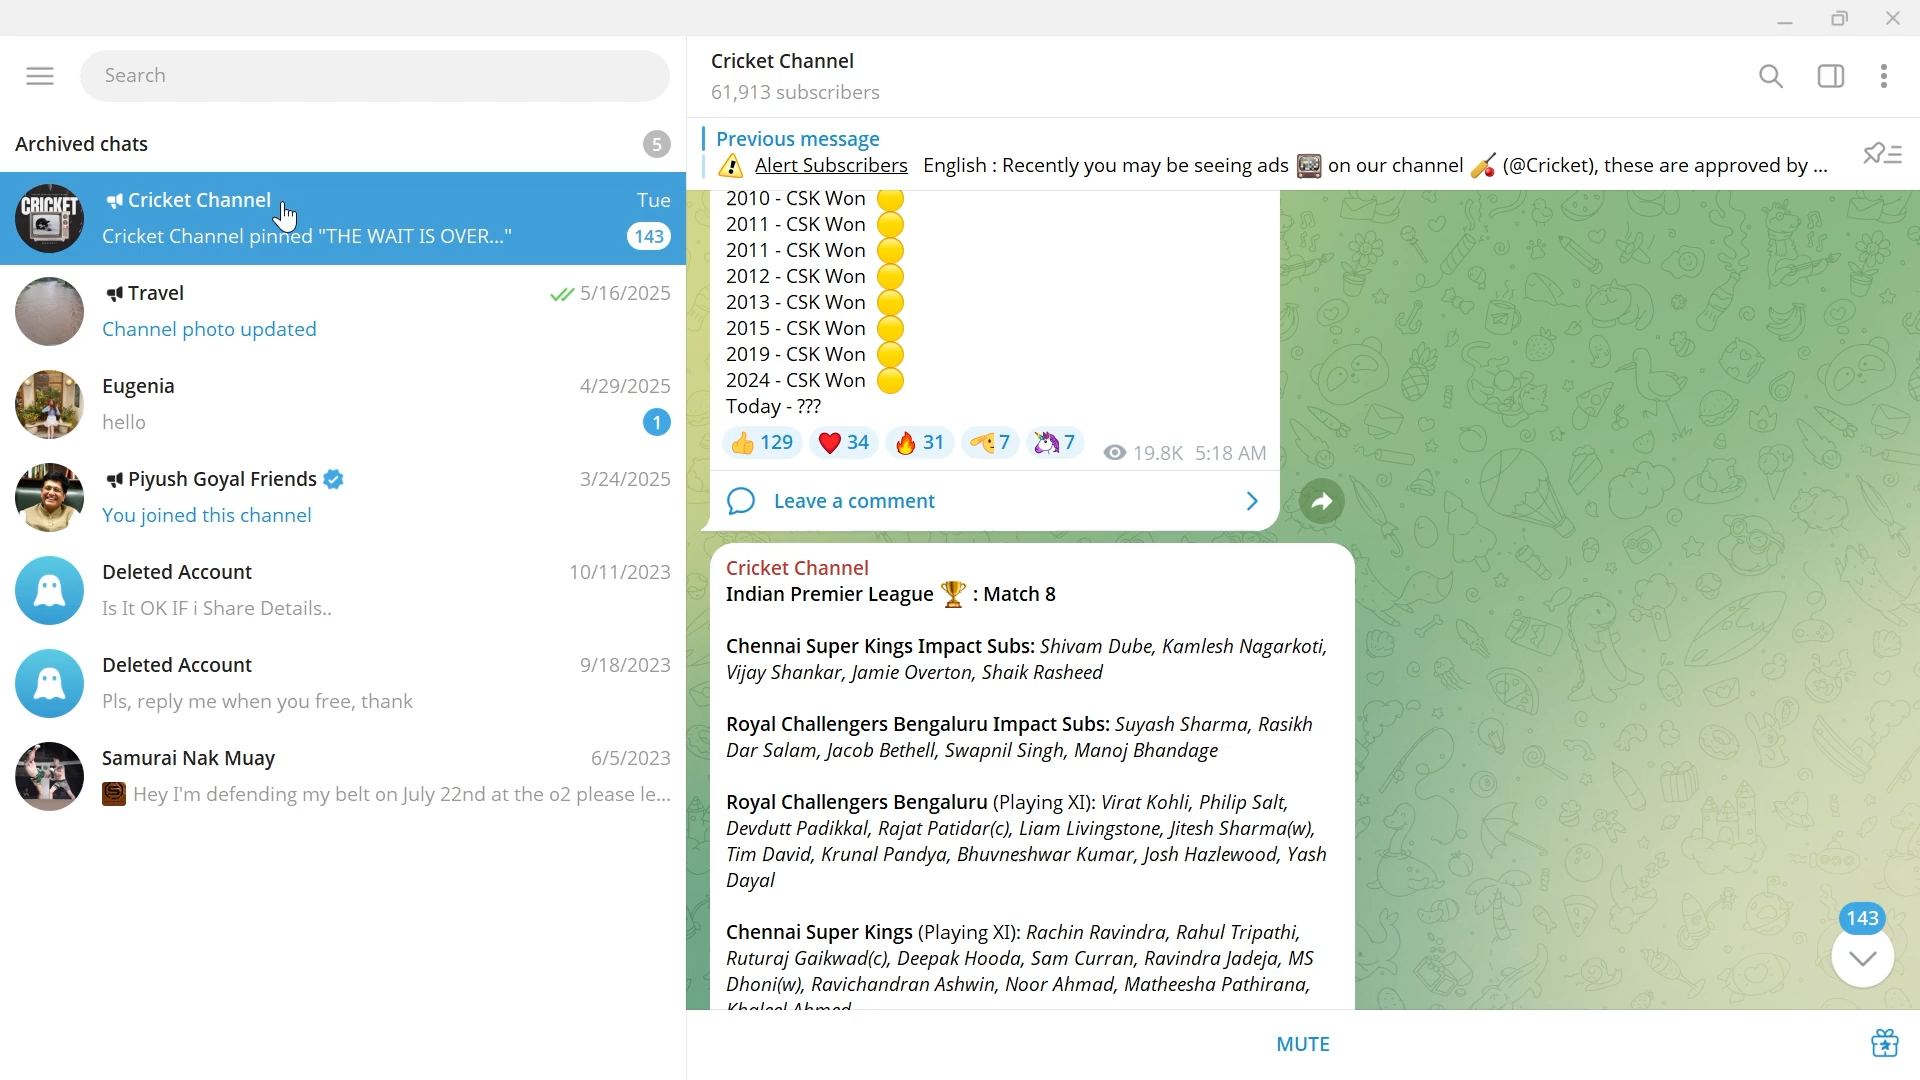 Search
Archived chats 5
Cricket Channel Tue
Cricket Channel pinned "THE WAIT IS OVER..." 143
Travel 5/16/2025
Channel photo updated
Eugenia 4/29/2025
hello 1
Piyush Goyal Friends 3/24/2025
You joined this channel
Deleted Account 10/11/2023
Is It OK IF i Share Details..
Deleted Account 9/18/2023
Pls, reply me when you free, thank
Samurai Nak Muay 6/5/2023
Hey I'm defending my belt on July 22nd at the o2 please le...
Cricket Channel
61,913 subscribers
Previous message
Alert Subscribers English : Recently you may be seeing ads 📺 on our channel 🏏 (@Cricket), these are approved by ...
2010 - CSK Won 🟡
2011 - CSK Won 🟡
2011 - CSK Won 🟡
2012 - CSK Won 🟡
2013 - CSK Won 🟡
2015 - CSK Won 🟡
2019 - CSK Won 🟡
2024 - CSK Won 🟡
Today - ???
129 34 31 7 7 19.8K 5:18 AM
Leave a comment
Cricket Channel
Indian Premier League 🏆 : Match 8
Chennai Super Kings Impact Subs: Shivam Dube, Kamlesh Nagarkoti,
Vijay Shankar, Jamie Overton, Shaik Rasheed
Royal Challengers Bengaluru Impact Subs: Suyash Sharma, Rasikh
Dar Salam, Jacob Bethell, Swapnil Singh, Manoj Bhandage
Royal Challengers Bengaluru (Playing XI): Virat Kohli, Philip Salt,
Devdutt Padikkal, Rajat Patidar(c), Liam Livingstone, Jitesh Sharma(w),
Tim David, Krunal Pandya, Bhuvneshwar Kumar, Josh Hazlewood, Yash
Dayal
Chennai Super Kings (Playing XI): Rachin Ravindra, Rahul Tripathi,
Ruturaj Gaikwad(c), Deepak Hooda, Sam Curran, Ravindra Jadeja, MS
Dhoni(w), Ravichandran Ashwin, Noor Ahmad, Matheesha Pathirana,
Khaleel Ahmed
143
MUTE
CRICKET